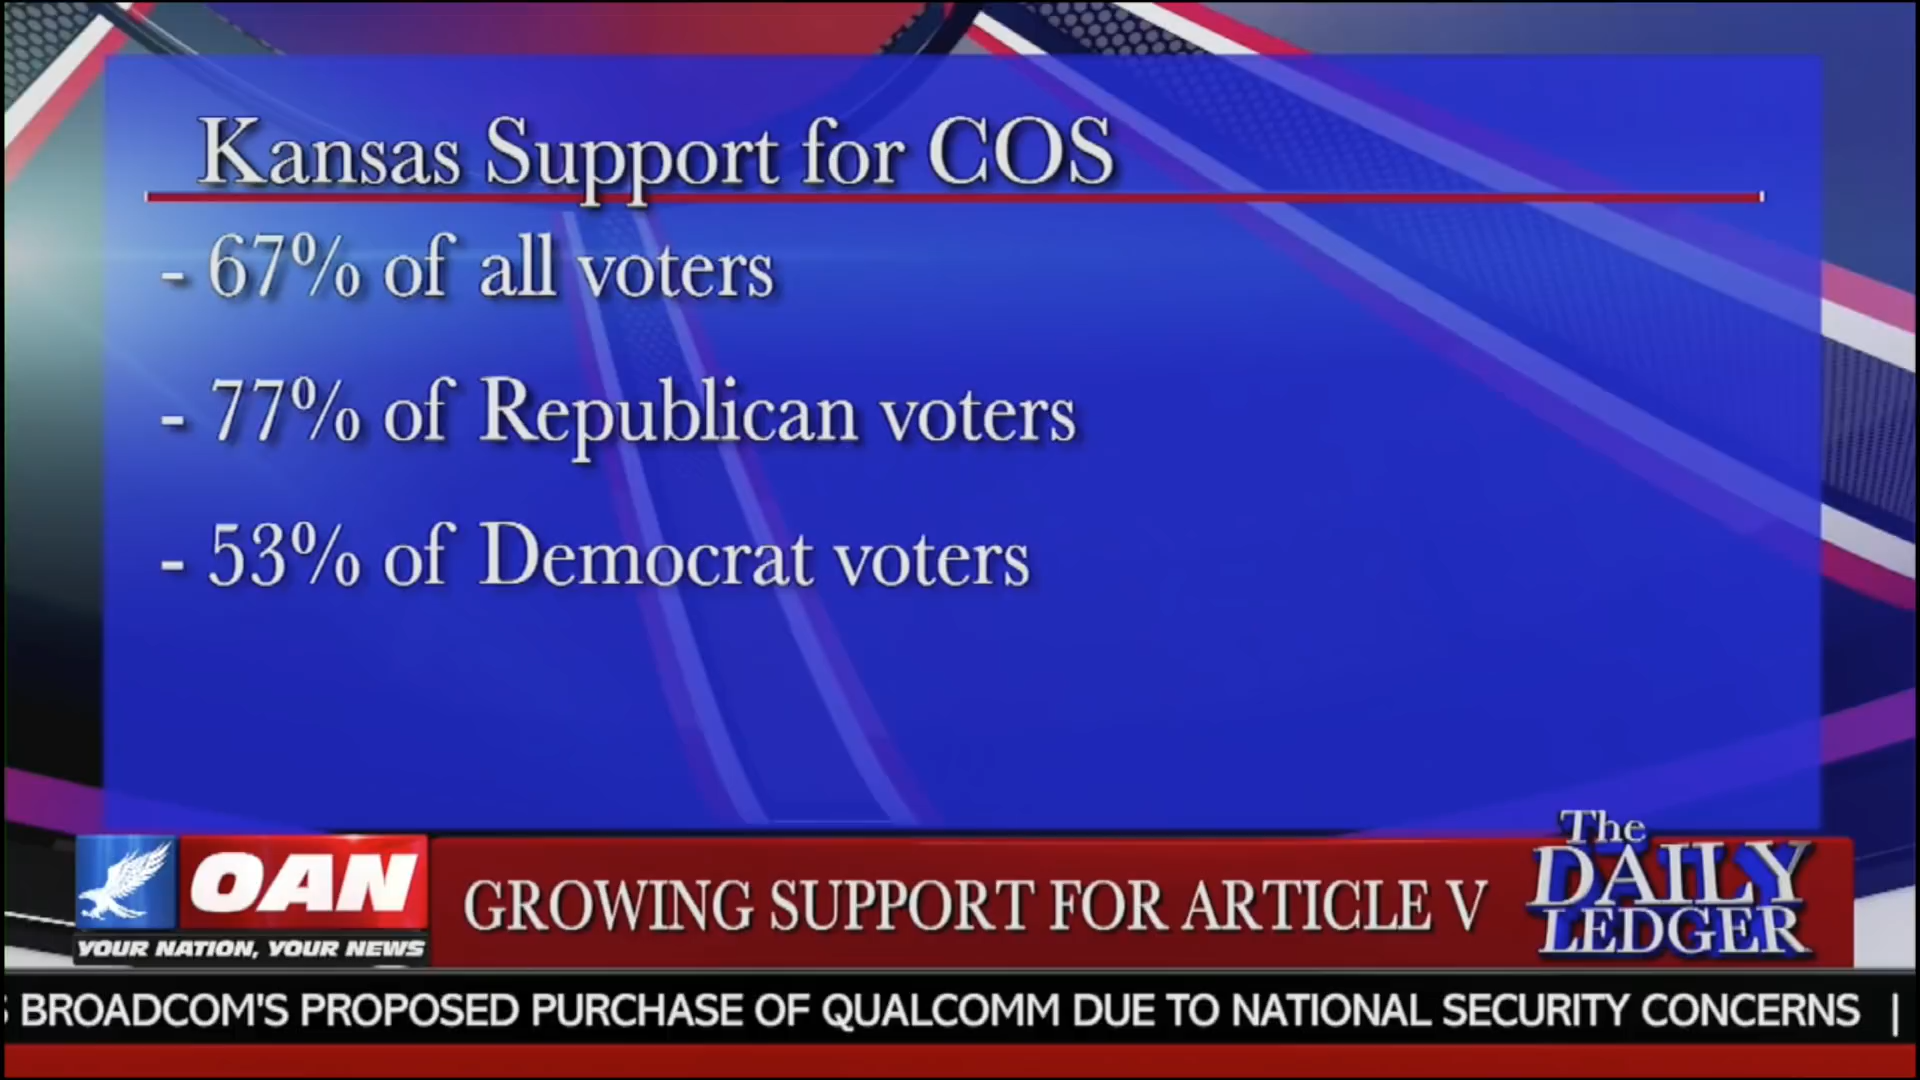 Kansas Support for COS
- 67% of all voters
- 77% of Republican voters
- 53% of Democrat voters
OAN
YOUR NATION, YOUR NEWS
GROWING SUPPORT FOR ARTICLE V
The
DAILY
LEDGER
BROADCOM'S PROPOSED PURCHASE OF QUALCOMM DUE TO NATIONAL SECURITY CONCERNS |